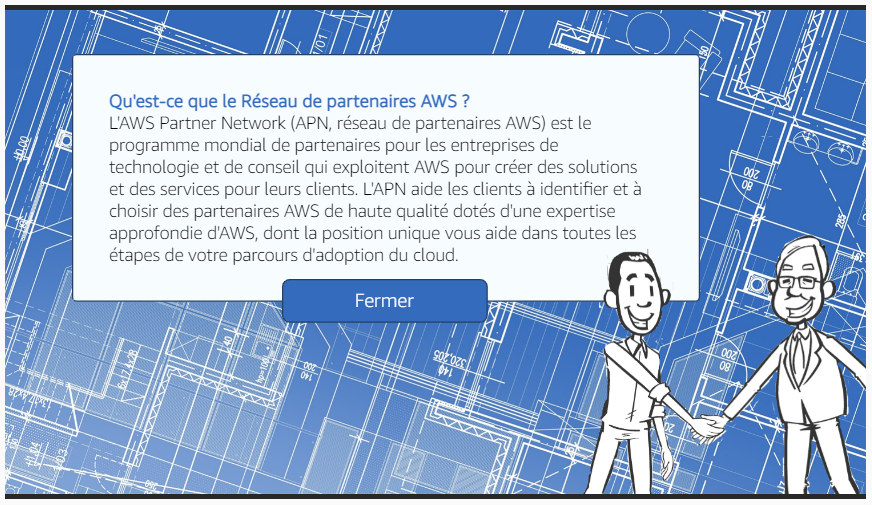 Qu'est-ce que le Réseau de partenaires AWS ?
L'AWS Partner Network (APN, réseau de partenaires AWS) est le
programme mondial de partenaires pour les entreprises de
technologie et de conseil qui exploitent AWS pour créer des solutions
et des services pour leurs clients. L'APN aide les clients à identifier et à
choisir des partenaires AWS de haute qualité dotés d'une expertise
approfondie d'AWS, dont la position unique vous aide dans toutes les
étapes de votre parcours d'adoption du cloud.
Fermer